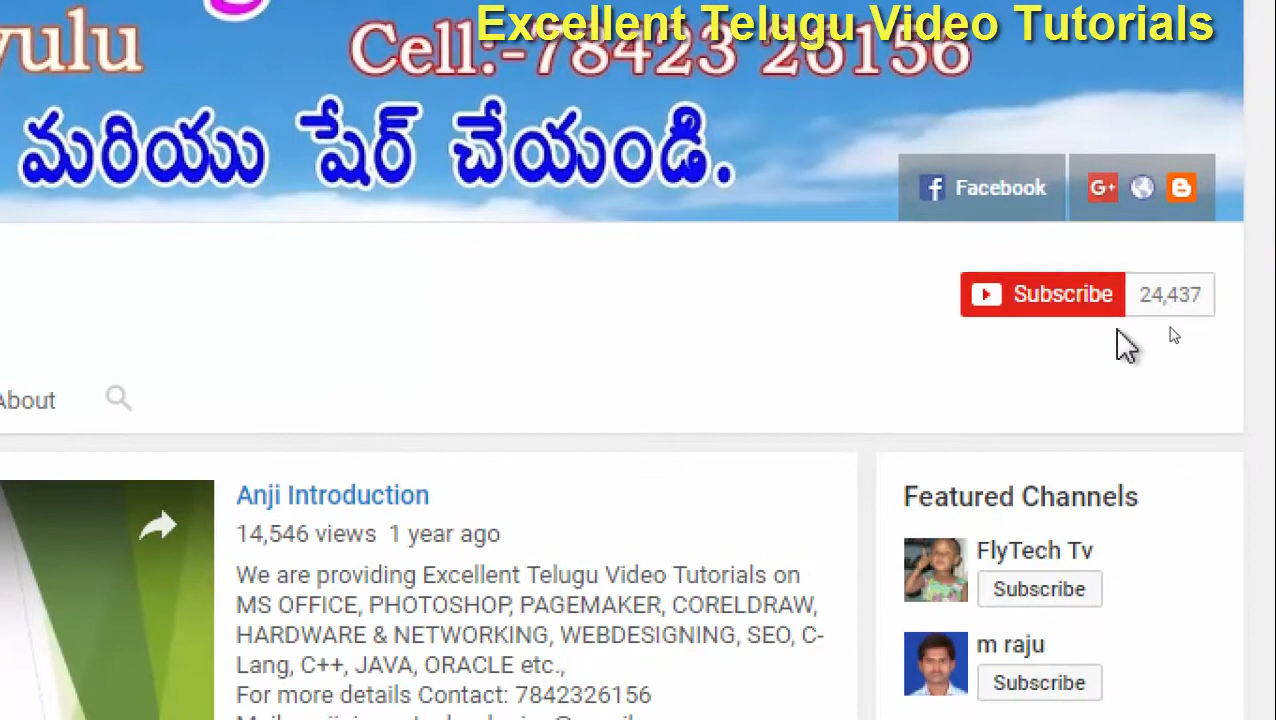 Excellent Telugu Video Tutorials
yulu Cell:-78423 26156
మరియు షేర్ చేయండి.
Facebook
Subscribe 24,437
About
Anji Introduction
14,546 views 1 year ago
We are providing Excellent Telugu Video Tutorials on
MS OFFICE, PHOTOSHOP, PAGEMAKER, CORELDRAW,
HARDWARE & NETWORKING, WEBDESIGNING, SEO, C-
Lang, C++, JAVA, ORACLE etc.,
For more details Contact: 7842326156
Featured Channels
FlyTech Tv
Subscribe
m raju
Subscribe